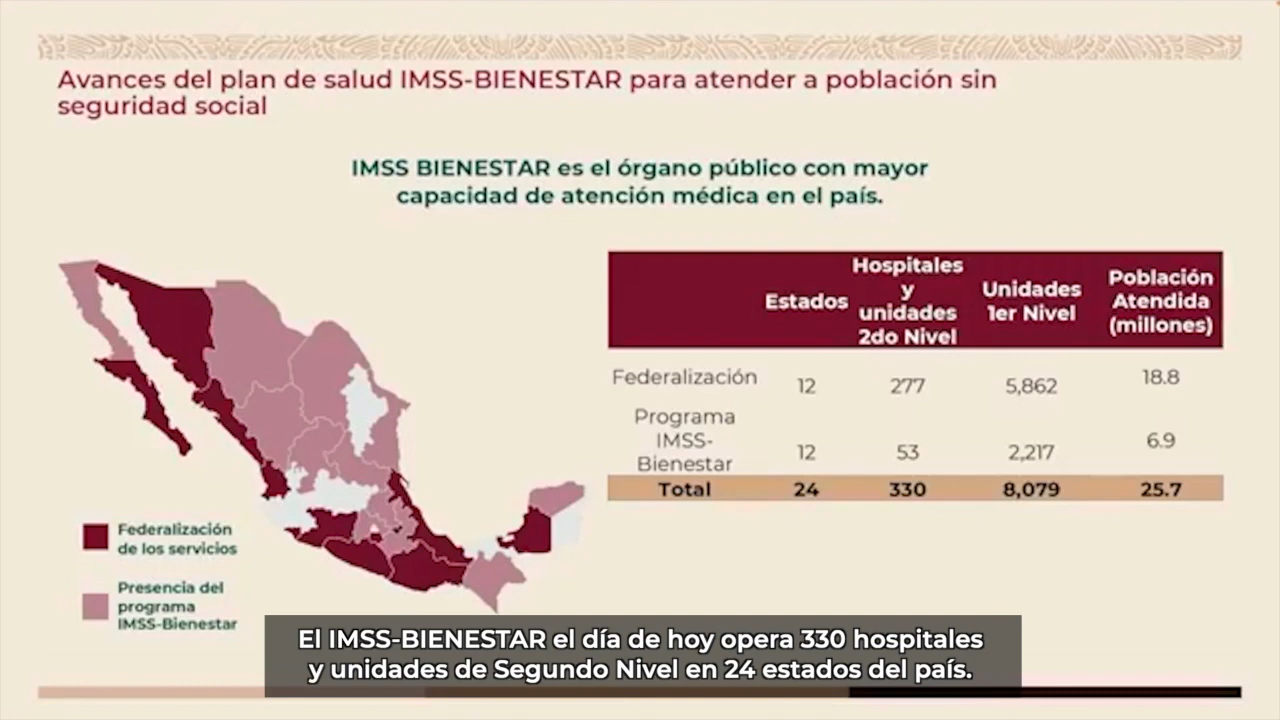 Avances del plan de salud IMSS-BIENESTAR para atender a población sin
seguridad social
IMSS BIENESTAR es el órgano público con mayor
capacidad de atención médica en el país.
Estados
Hospitales
y
unidades
2do Nivel
Unidades
1er Nivel
Población
Atendida
(millones)
Federalización 12 277 5,862 18.8
Programa
IMSS-
Bienestar
12 53 2,217 6.9
Total 24 330 8,079 25.7
Federalización
de los servicios
Presencia del
programa
IMSS-Bienestar
El IMSS-BIENESTAR el día de hoy opera 330 hospitales
y unidades de Segundo Nivel en 24 estados del país.